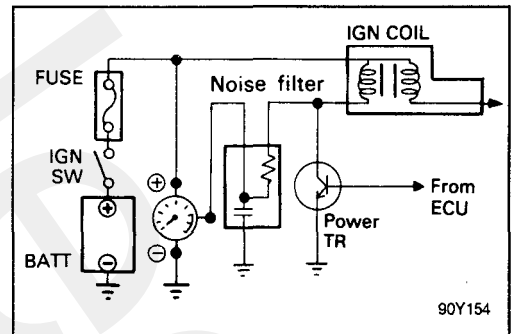 IGN COIL
FUSE
Noise filter
IGN
SW
⊕
⊕
⊖
⊖
BATT
Power
TR
From
ECU
90Y154